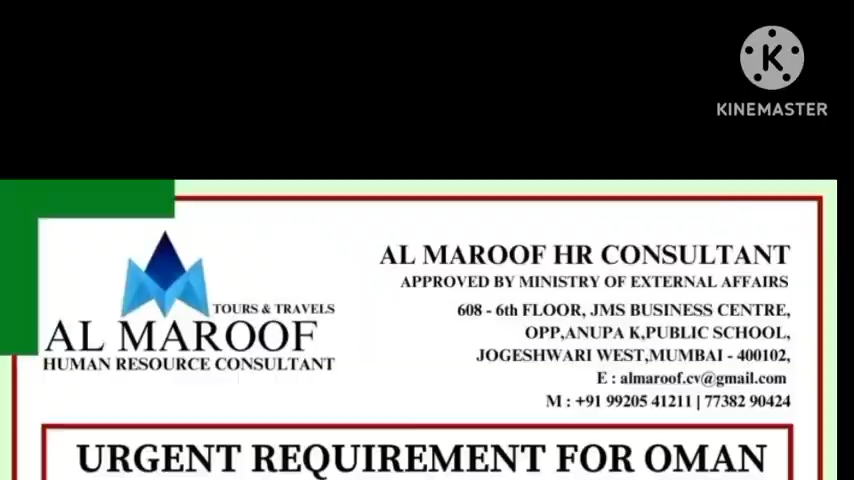 KINEMASTER
TOURS & TRAVELS
AL MAROOF
HUMAN RESOURCE CONSULTANT
AL MAROOF HR CONSULTANT
APPROVED BY MINISTRY OF EXTERNAL AFFAIRS
608 - 6th FLOOR, JMS BUSINESS CENTRE,
OPP,ANUPA K,PUBLIC SCHOOL,
JOGESHWARI WEST,MUMBAI - 400102,
E : almaroof.cv@gmail.com
M : +91 99205 41211 | 77382 90424
URGENT REQUIREMENT FOR OMAN